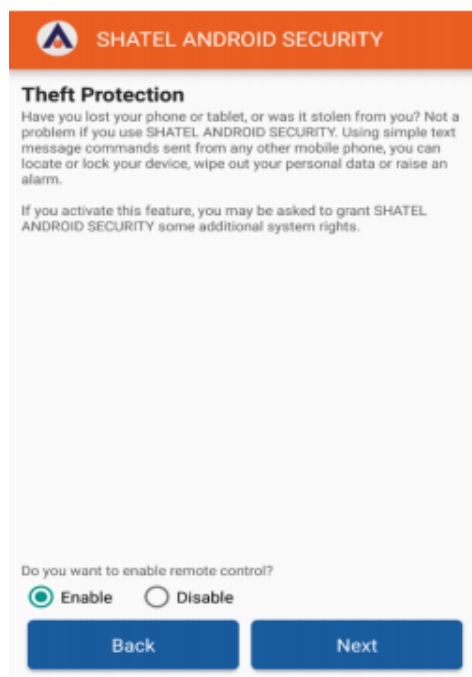 SHATEL ANDROID SECURITY
Theft Protection
Have you lost your phone or tablet, or was it stolen from you? Not a
problem if you use SHATEL ANDROID SECURITY. Using simple text
message commands sent from any other mobile phone, you can
locate or lock your device, wipe out your personal data or raise an
alarm.
If you activate this feature, you may be asked to grant SHATEL
ANDROID SECURITY some additional system rights.
Do you want to enable remote control?
Enable Disable
Back Next